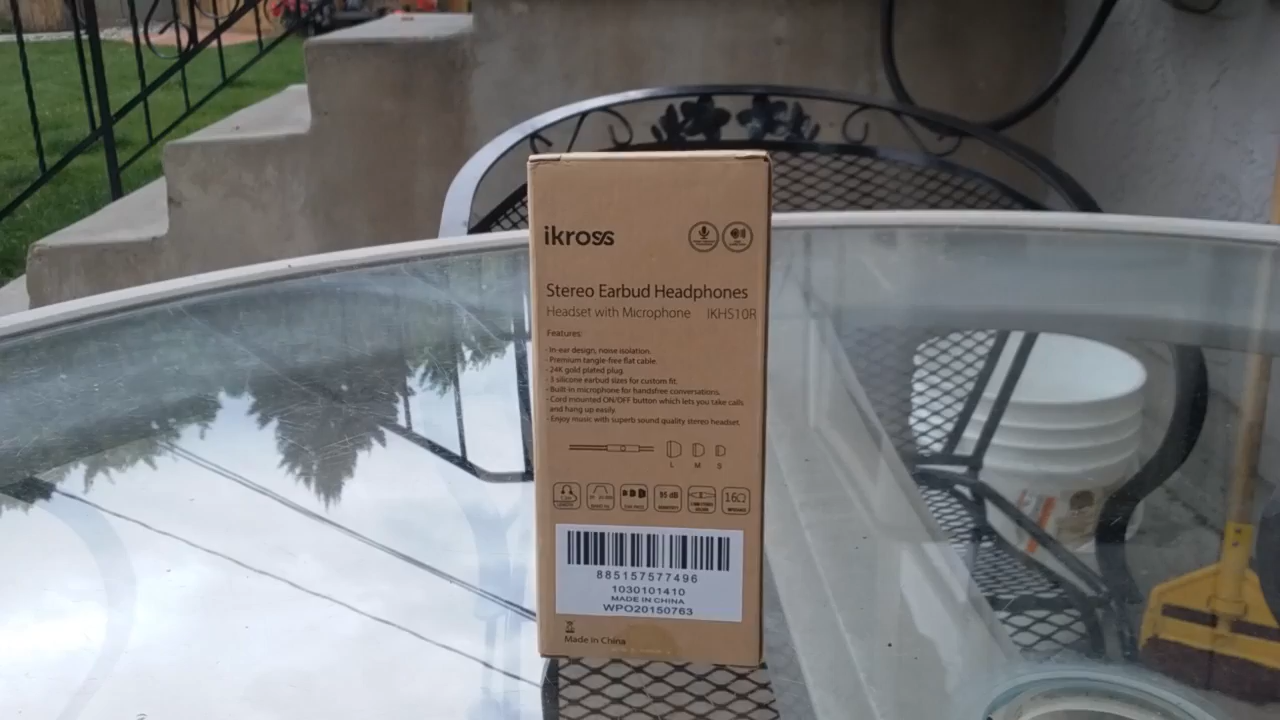 ikross
Stereo Earbud Headphones
Headset with Microphone IKHS10R
Features:
- In-ear design, noise isolation.
- Premium tangle-free flat cable.
- 24K gold plated plug.
- 3 silicone earbud sizes for custom fit.
- Built-in microphone for handsfree conversations.
- Cord mounted ON/OFF button which lets you take calls
and hang up easily.
- Enjoy music with superb sound quality stereo headset.
L M S
95 dB 16Ω
885157577496
1030101410
MADE IN CHINA
WPO20150763
Made in China